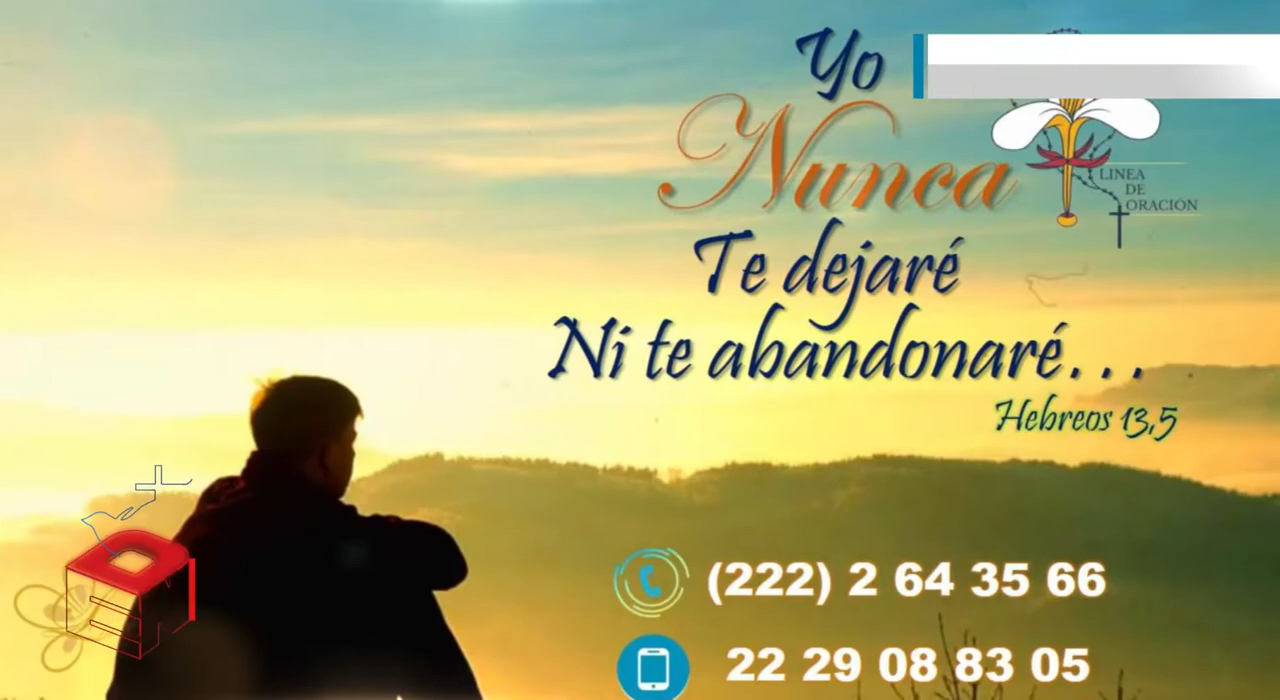 Yo
Nunca
LINEA
DE
ORACIÓN
Te dejaré
Ni te abandonaré...
Hebreos 13,5
(222) 2 64 35 66
22 29 08 83 05